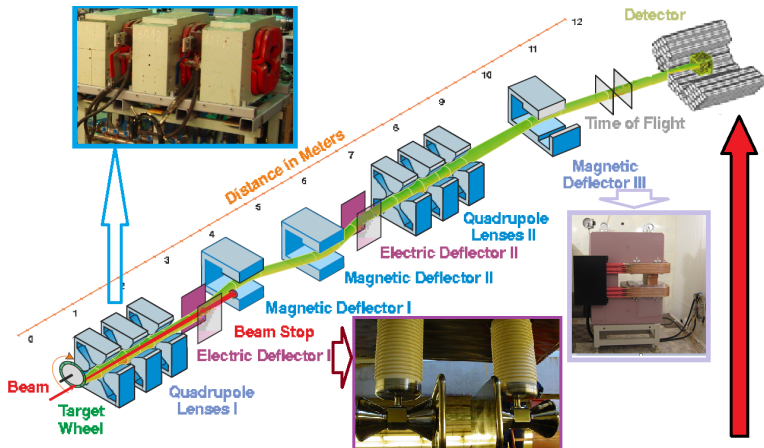 Detector
12
11
10
9
8
7
6
5
4
3
2
1
0
Distance in Meters
Time of Flight
Magnetic
Deflector III
Quadrupole
Lenses II
Electric Deflector II
Magnetic Deflector II
Magnetic Deflector I
Beam Stop
Electric Deflector I
Beam
Quadrupole
Lenses I
Target
Wheel